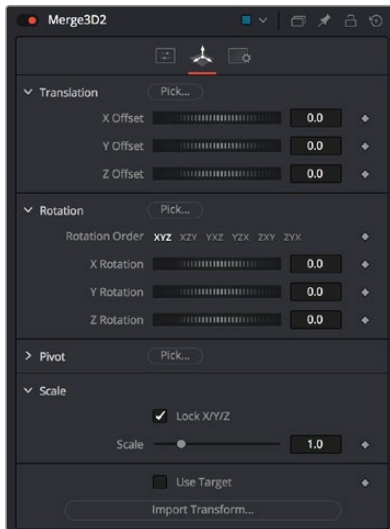 Merge3D2
Translation Pick...
X Offset 0.0
Y Offset 0.0
Z Offset 0.0
Rotation Pick...
Rotation Order XYZ XZY YXZ YZX ZXY ZYX
X Rotation 0.0
Y Rotation 0.0
Z Rotation 0.0
Pivot Pick...
Scale
Lock X/Y/Z
Scale 1.0
Use Target
Import Transform...